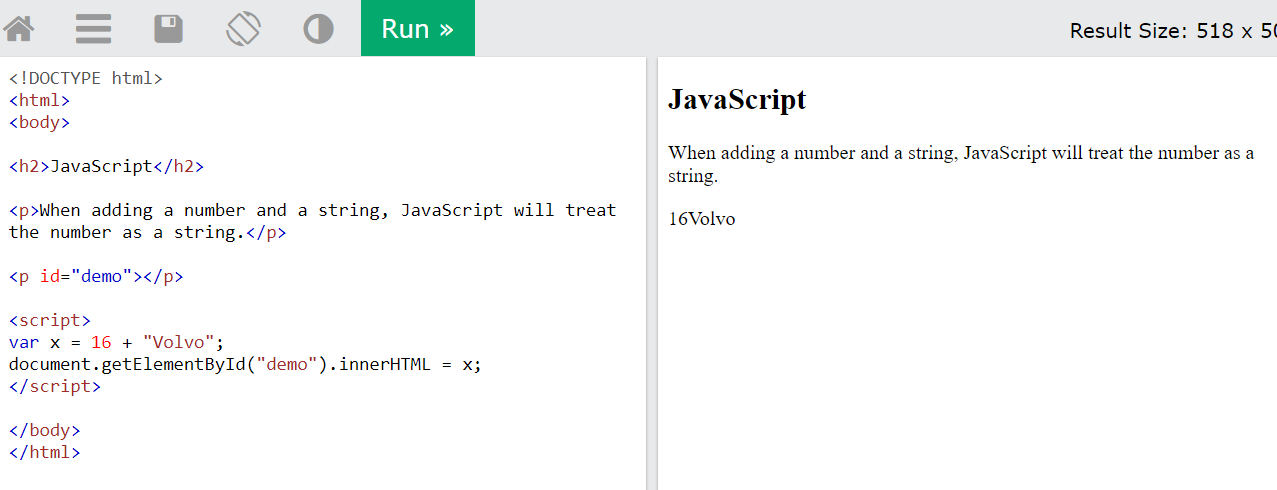 Run »
Result Size: 518 x 50
<!DOCTYPE html>
<html>
<body>
<h2>JavaScript</h2>
<p>When adding a number and a string, JavaScript will treat
the number as a string.</p>
<p id="demo"></p>
<script>
var x = 16 + "Volvo";
document.getElementById("demo").innerHTML = x;
</script>
</body>
</html>
JavaScript
When adding a number and a string, JavaScript will treat the number as a
string.
16Volvo